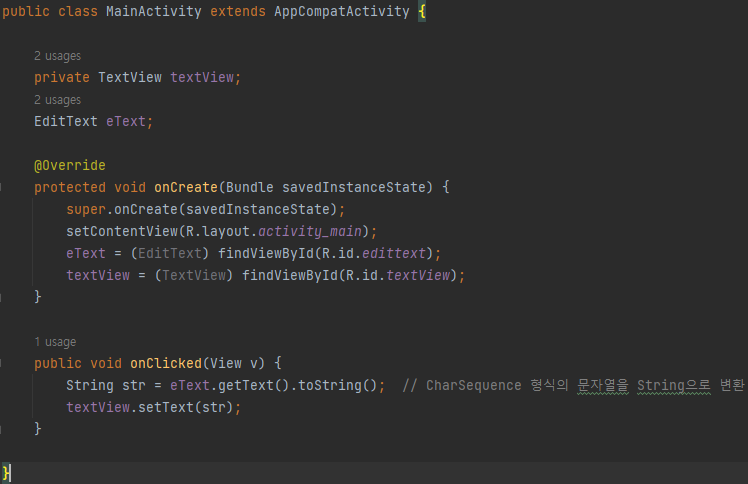 public class MainActivity extends AppCompatActivity {
2 usages
private TextView textView;
2 usages
EditText eText;
@Override
protected void onCreate(Bundle savedInstanceState) {
super.onCreate(savedInstanceState);
setContentView(R.layout.activity_main);
eText = (EditText) findViewById(R.id.edittext);
textView = (TextView) findViewById(R.id.textView);
}
1 usage
public void onClicked(View v) {
String str = eText.getText().toString();  // CharSequence 형식의 문자열을 String으로 변환
textView.setText(str);
}
}